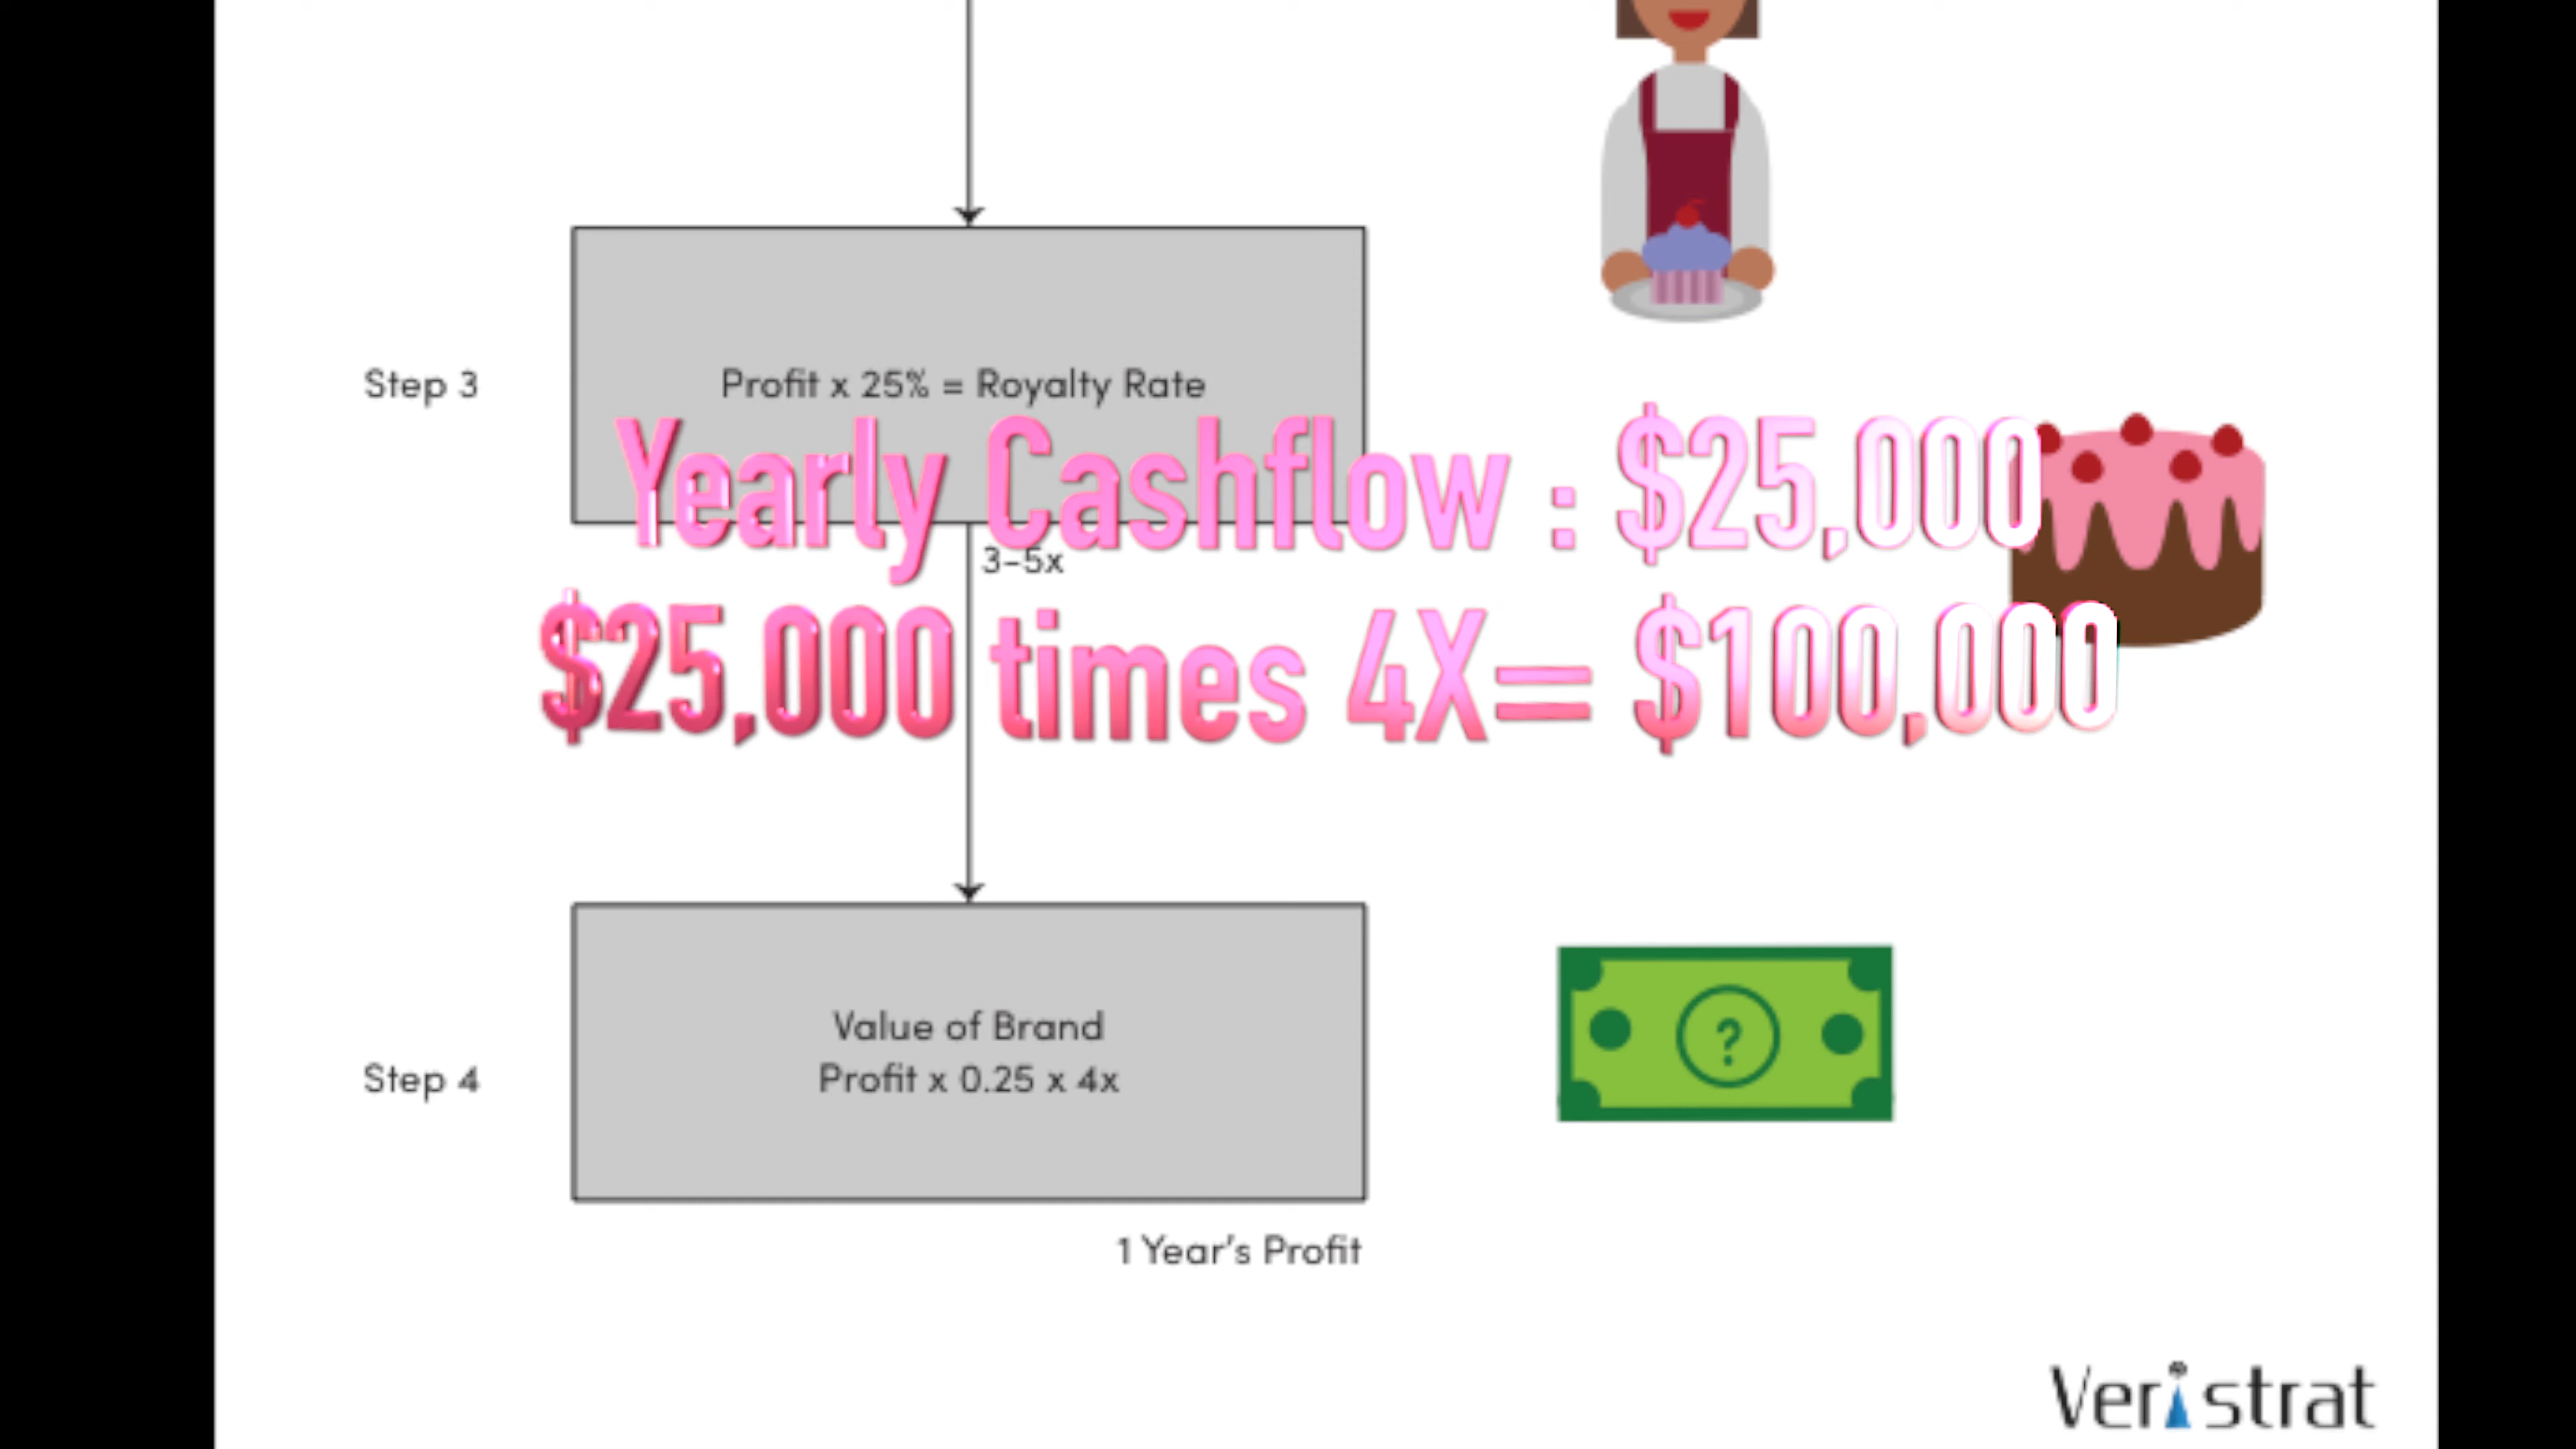 Step 3
Profit x 25% = Royalty Rate
Yearly Cashflow : $25,000
3-5x
$25,000 times 4X= $100,000
?
Value of Brand
Profit x 0.25 x 4x
Step 4
1 Year's Profit
Veristrat